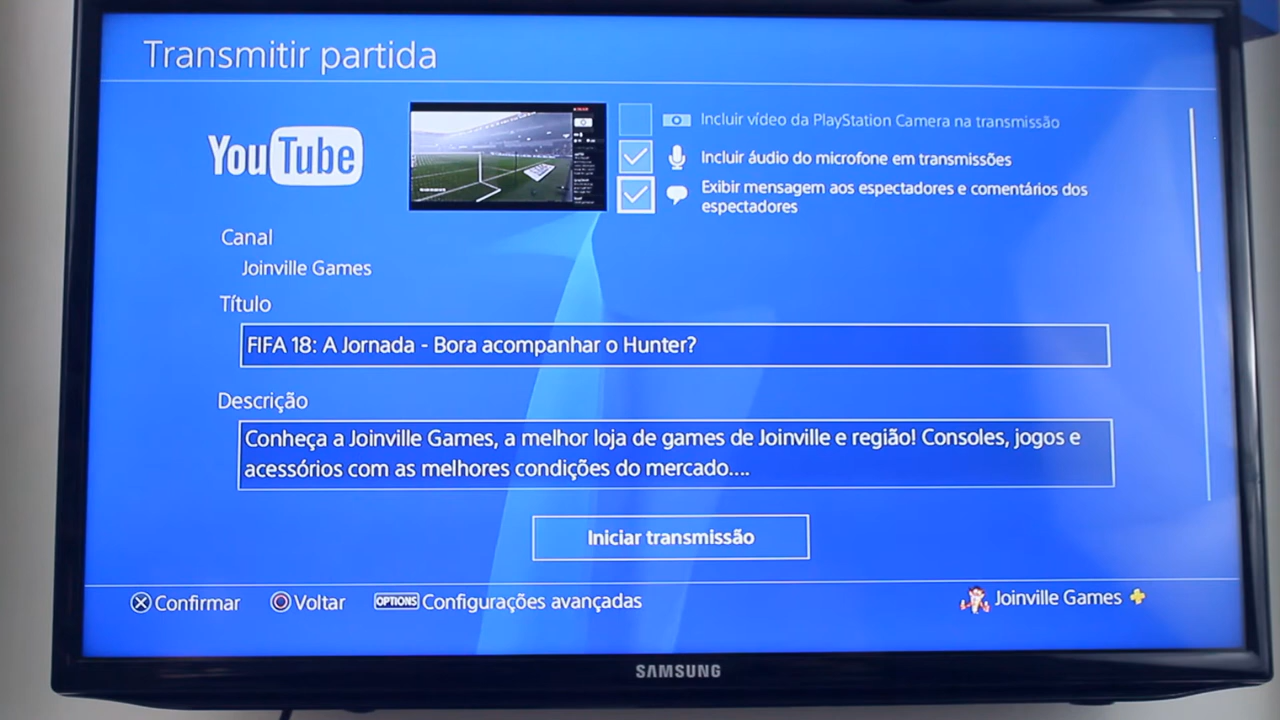 Transmitir partida
YouTube
Incluir vídeo da PlayStation Camera na transmissão
Incluir áudio do microfone em transmissões
Exibir mensagem aos espectadores e comentários dos
espectadores
Canal
Joinville Games
Título
FIFA 18: A Jornada - Bora acompanhar o Hunter?
Descrição
Conheça a Joinville Games, a melhor loja de games de Joinville e região! Consoles, jogos e
acessórios com as melhores condições do mercado....
Iniciar transmissão
Confirmar
Voltar
OPTIONS Configurações avançadas
Joinville Games
SAMSUNG